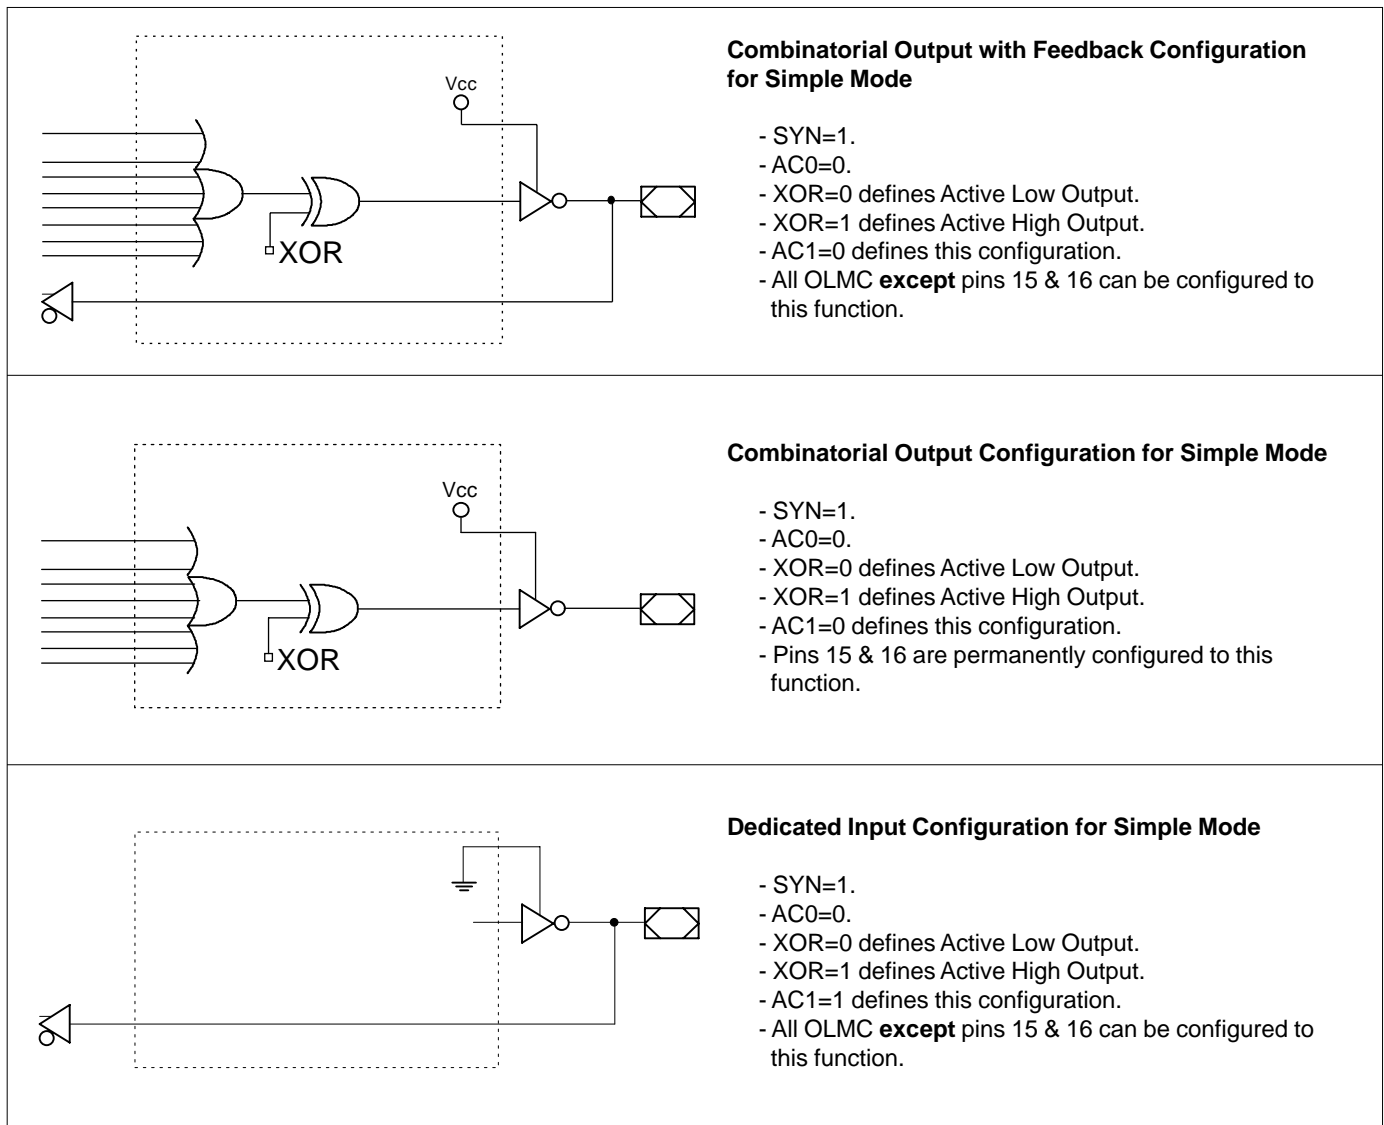 Combinatorial Output with Feedback Configuration
for Simple Mode
Vcc
XOR
- SYN=1.
- AC0=0.
- XOR=0 defines Active Low Output.
- XOR=1 defines Active High Output.
- AC1=0 defines this configuration.
- All OLMC except pins 15 & 16 can be configured to
this function.
Combinatorial Output Configuration for Simple Mode
Vcc
XOR
- SYN=1.
- AC0=0.
- XOR=0 defines Active Low Output.
- XOR=1 defines Active High Output.
- AC1=0 defines this configuration.
- Pins 15 & 16 are permanently configured to this
function.
Dedicated Input Configuration for Simple Mode
- SYN=1.
- AC0=0.
- XOR=0 defines Active Low Output.
- XOR=1 defines Active High Output.
- AC1=1 defines this configuration.
- All OLMC except pins 15 & 16 can be configured to
this function.